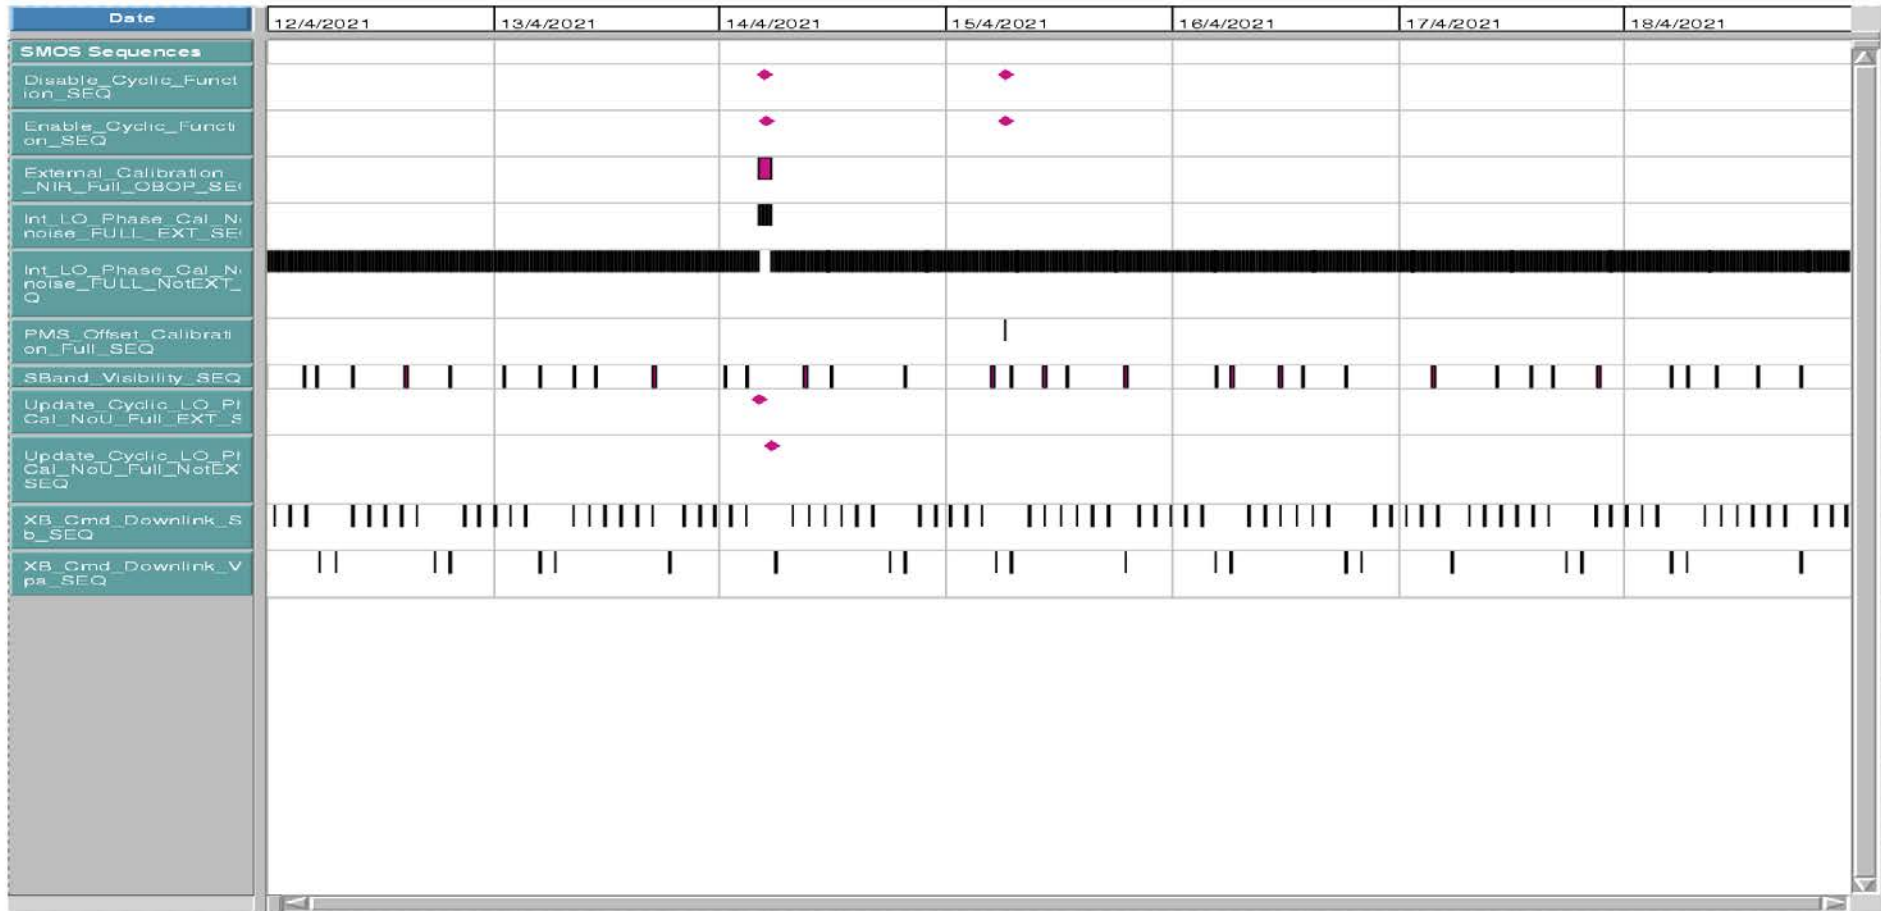 Date
12/4/2021 13/4/2021 14/4/2021 15/4/2021 16/4/2021 17/4/2021 18/4/2021
SMOS Sequences
Disable_Cyclic_Funct
ion_SEQ
Enable_Cyclic_Functi
on_SEQ
External_Calibration
_NIR_Full_OBOP_SE
Int_LO_Phase_Cal_N
noise_FULL_EXT_SE
Int_LO_Phase_Cal_N
noise_FULL_NotEXT_
Q
PMS_Offset_Calibrati
on_Full_SEQ
SBand_Visibility_SEQ
Update_Cyclic_LO_P
Cal_NoU_Full_EXT_S
Update_Cyclic_LO_P
Cal_NoU_Full_NotEX
SEQ
XB_Cmd_Downlink_S
b_SEQ
XB_Cmd_Downlink_V
pa_SEQ